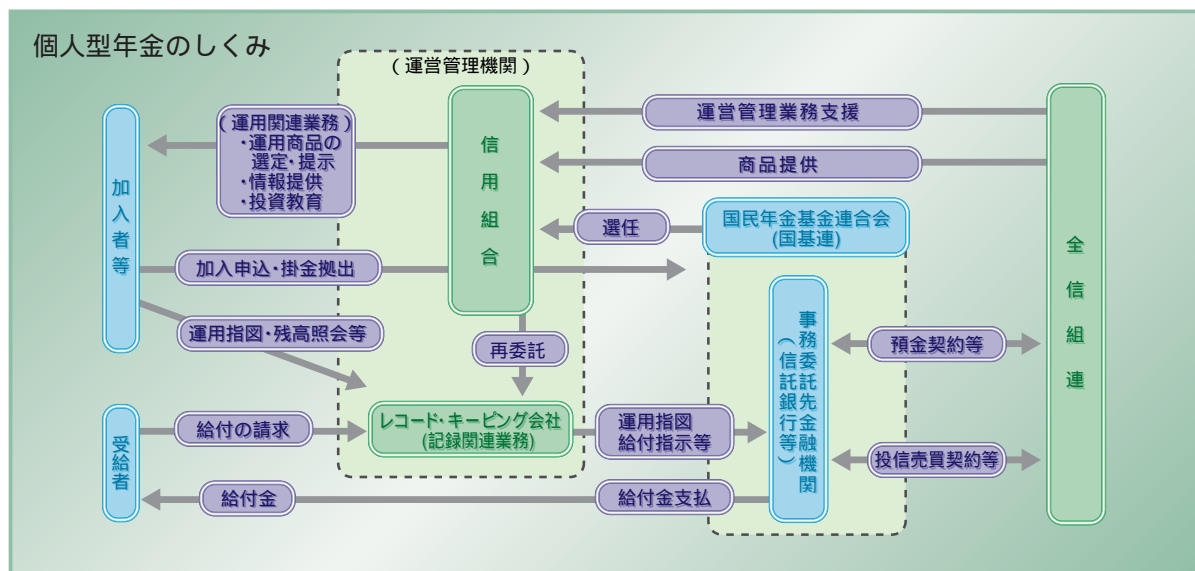 個人型年金のしくみ
(運営管理機関)
(運用関連業務)
・運用商品の
選定・提示
・情報提供
・投資教育
信用組合
運営管理業務支援
商品提供
加入者等
選任
国民年金基金連合会
(国基連)
全信組連
加入申込・掛金拠出
運用指図・残高照会等
再委託
事務委託先金融機関
(信託銀行等)
預金契約等
レコード・キーピング会社
(記録関連業務)
運用指図
給付指示等
受給者
給付の請求
投信売買契約等
給付金
給付金支払